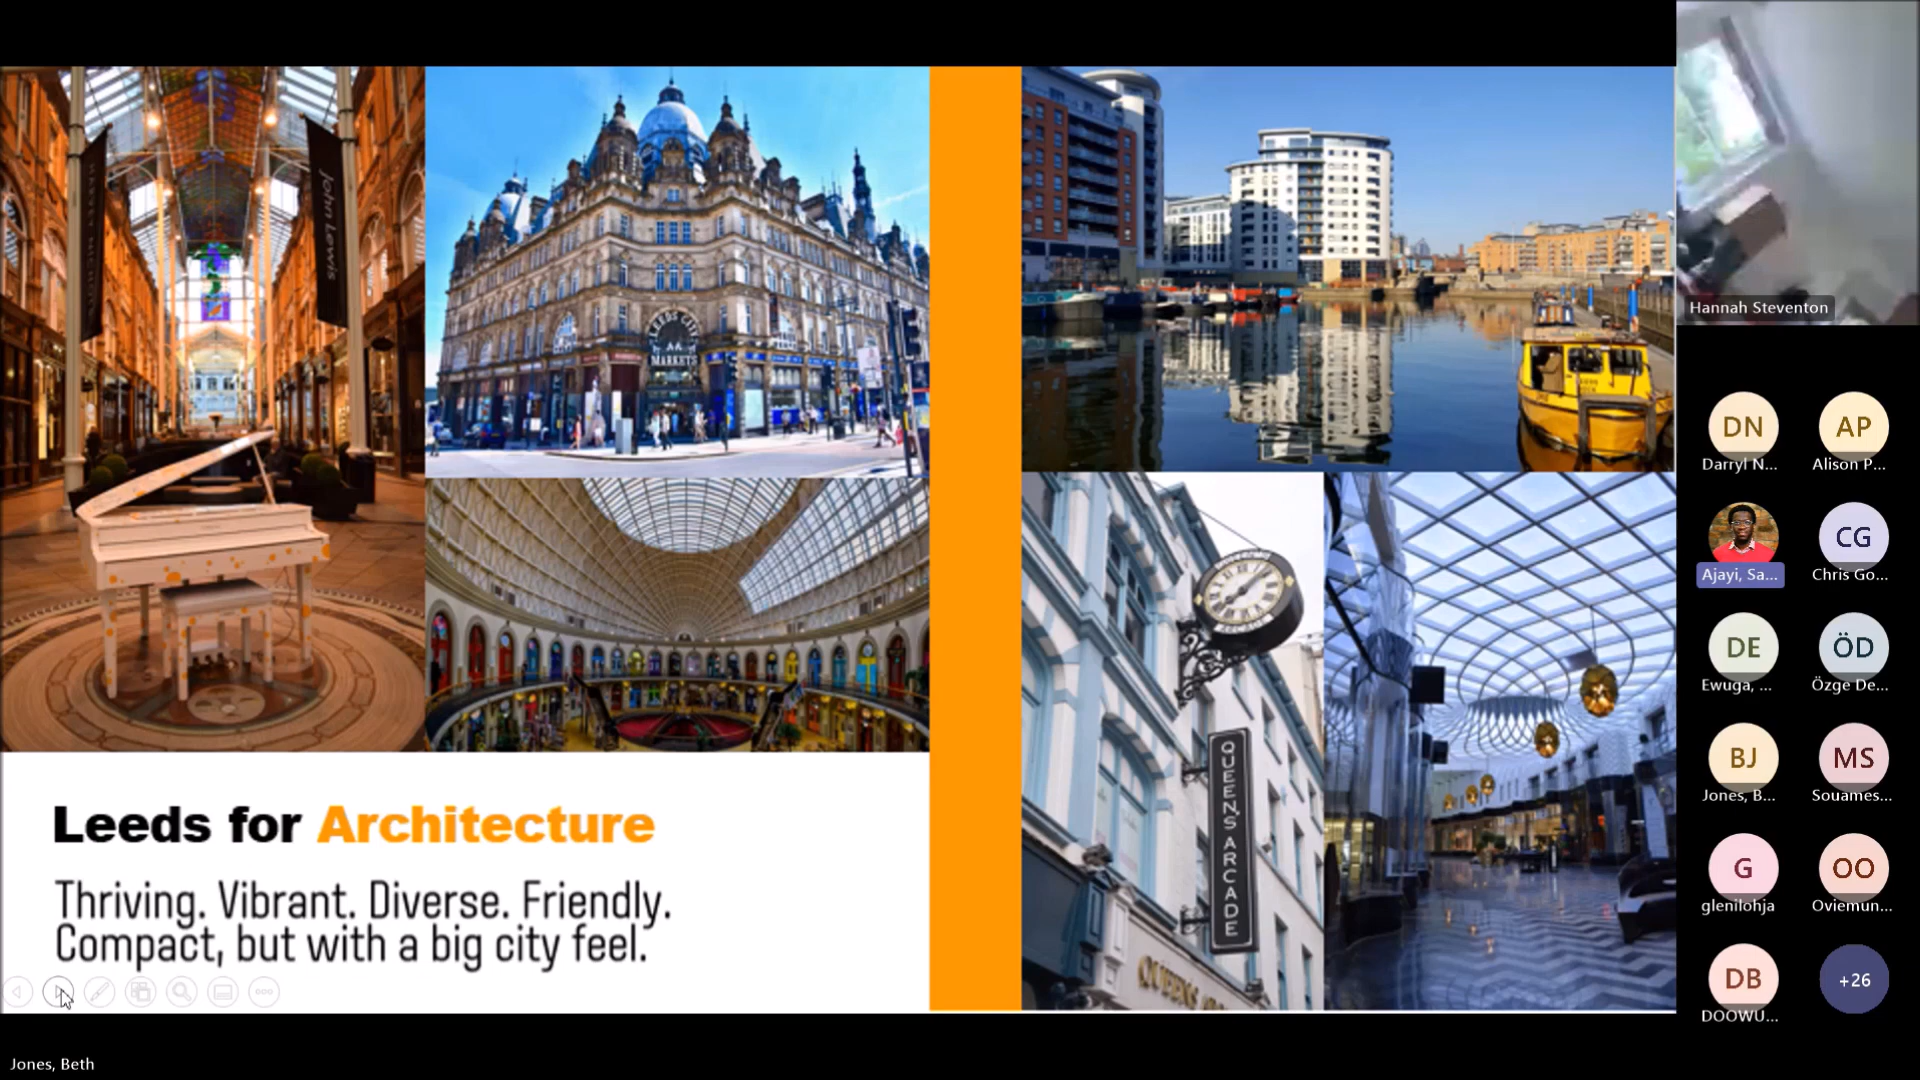 John Lewis
LEEDS CITY
MARKETS
QUEENS ARCADE
Leeds for Architecture
Thriving. Vibrant. Diverse. Friendly.
Compact, but with a big city feel.
Jones, Beth
Hannah Steventon
DN
AP
Darryl N...
Alison P...
CG
Ajayi, Sa...
Chris Go...
DE
ÖD
Ewuga, ...
Özge De...
BJ
MS
Jones, B...
Souames...
G
OO
glenilohja
Oviemun...
DB
+26
DOOWU...